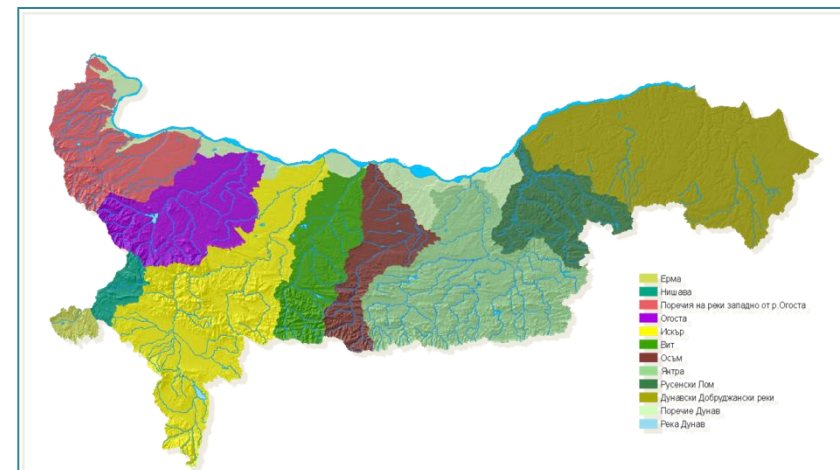 Ерма
Нишава
Поречия на реки западно от р.Огоста
Огоста
Искър
Вит
Осъм
Янтра
Русенски Лом
Дунавски Добруджански реки
Поречие Дунав
Река Дунав